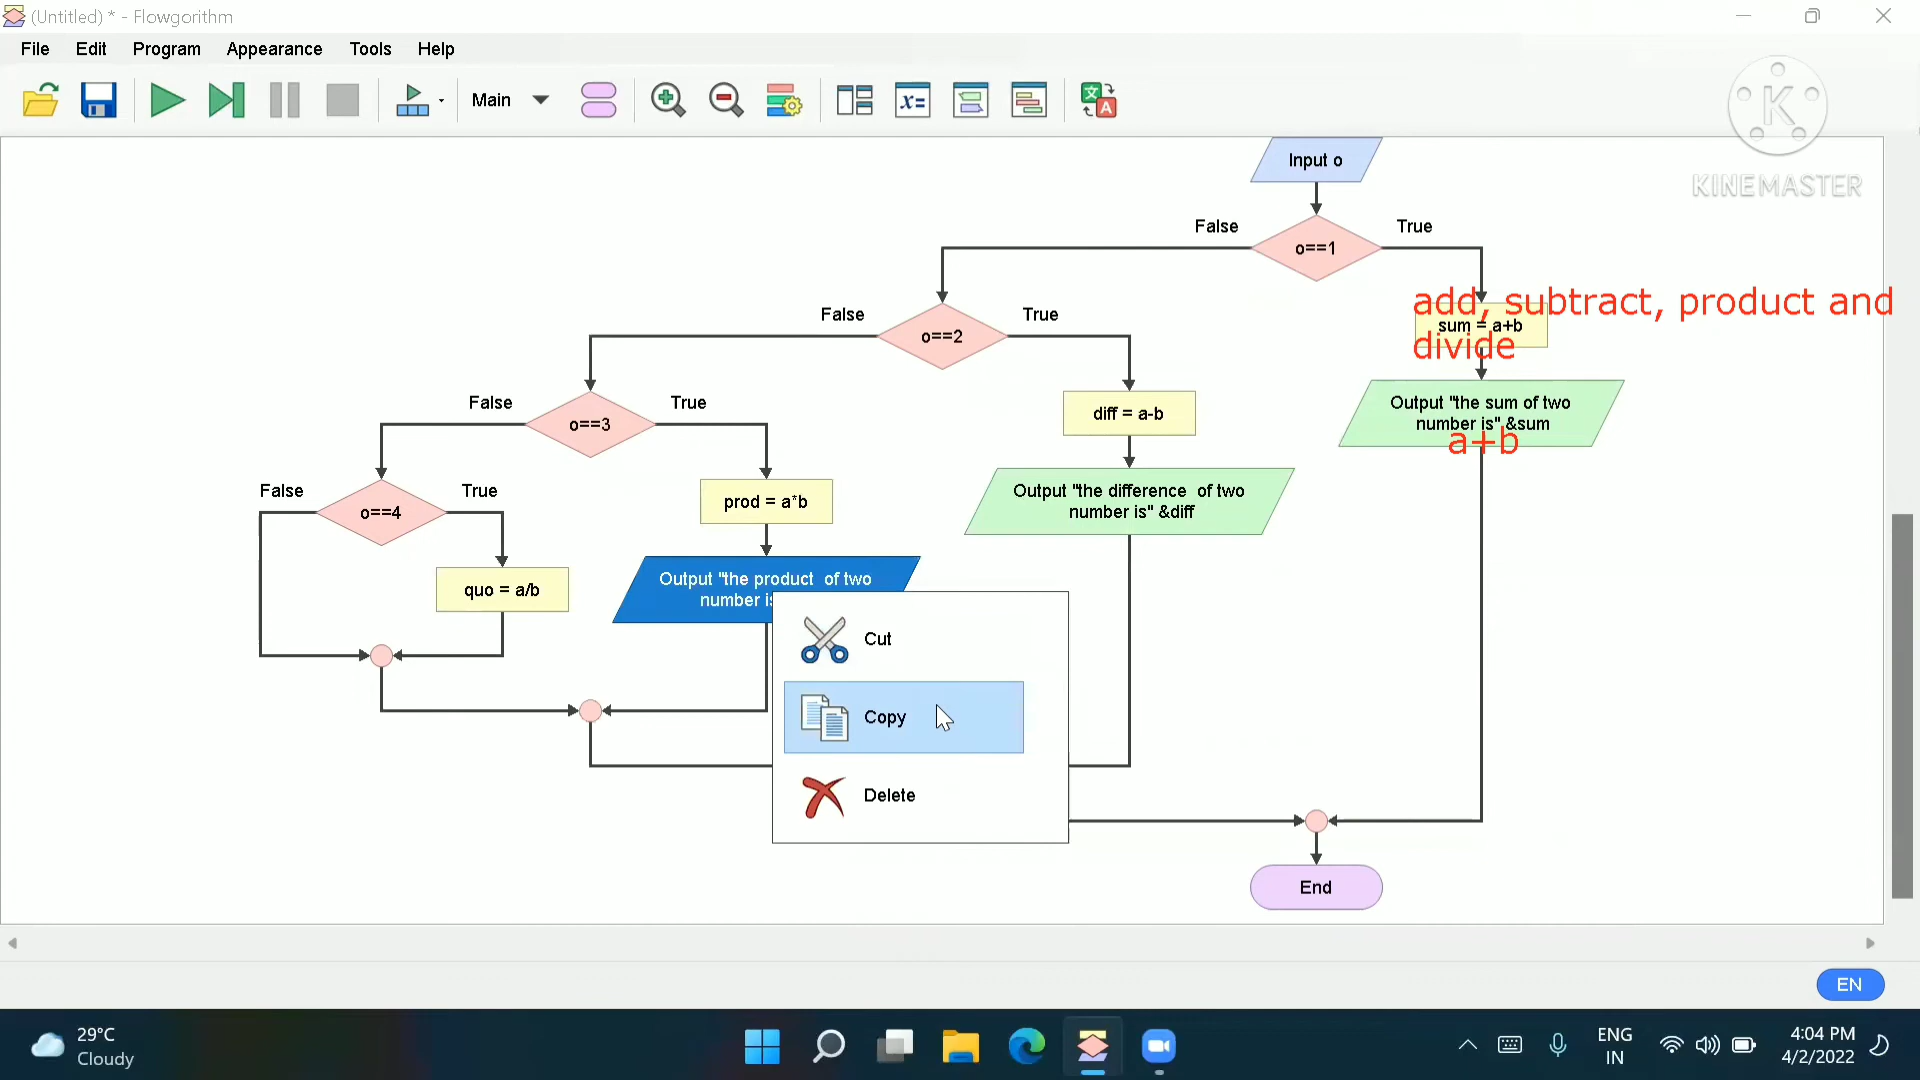 (Untitled) * - Flowgorithm
File Edit Program Appearance Tools Help
Main
x=
A
K
KINEMASTER
Input o
False True
o==1
add, subtract, product and
divide
sum = a+b
False True
o==2
Output "the sum of two
number is" &sum
a+b
False True
o==3
diff = a-b
Output "the difference  of two
number is" &diff
False True
o==4
prod = a*b
quo = a/b
Output "the product  of two
number is
Cut
Copy
Delete
End
EN
29°C
Cloudy
ENG
IN
4:04 PM
4/2/2022